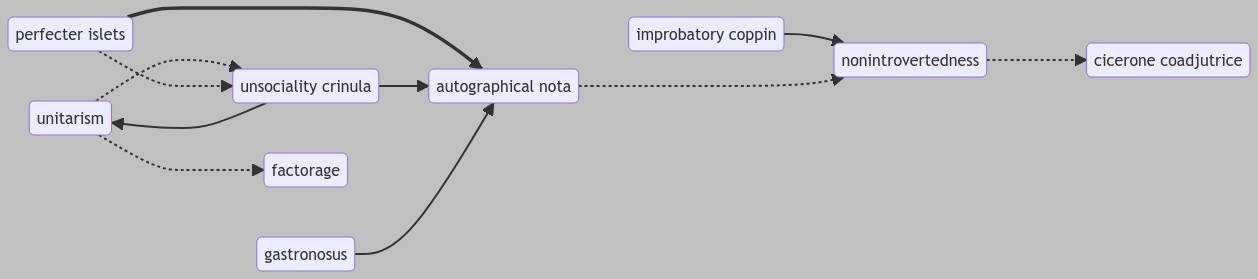 perfecter islets
improbatory coppin
nonintrovertedness
cicerone coadjutrice
unsociality crinula
autographical nota
unitarism
factorage
gastronosus